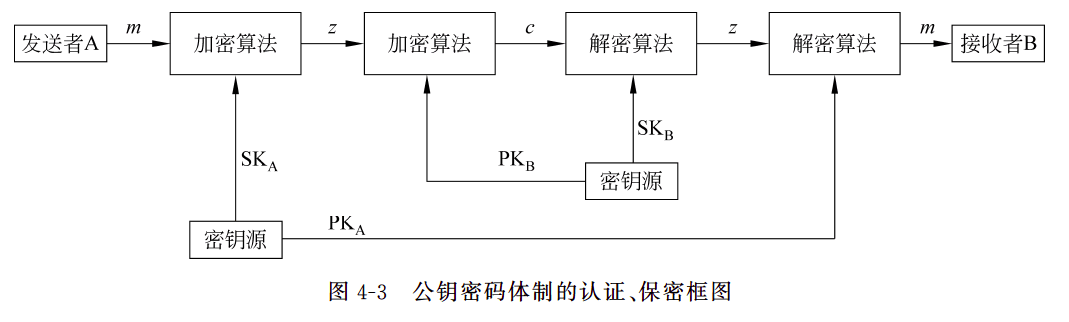 m z c z m
发送者A 加密算法 加密算法 解密算法 解密算法 接收者B
SK_A PK_B SK_B
密钥源
PK_A
密钥源
图 4-3 公钥密码体制的认证、保密框图